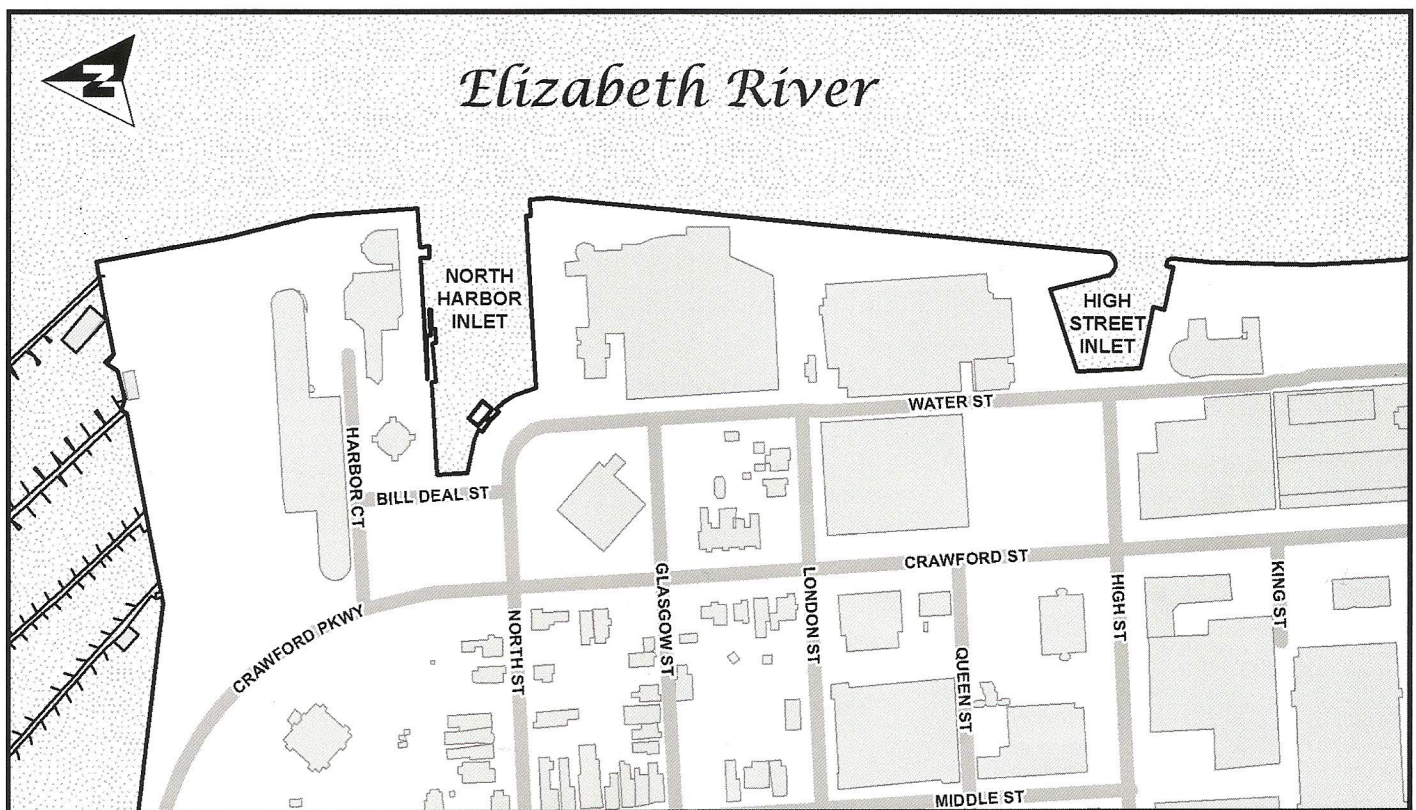 N
Elizabeth River
NORTH
HARBOR
INLET
HIGH
STREET
INLET
WATER ST
HARBOR CT
BILL DEAL ST
CRAWFORD ST
CRAWFORD PKWY
NORTH ST
GLASGOW ST
LONDON ST
QUEEN ST
HIGH ST
KING ST
MIDDLE ST